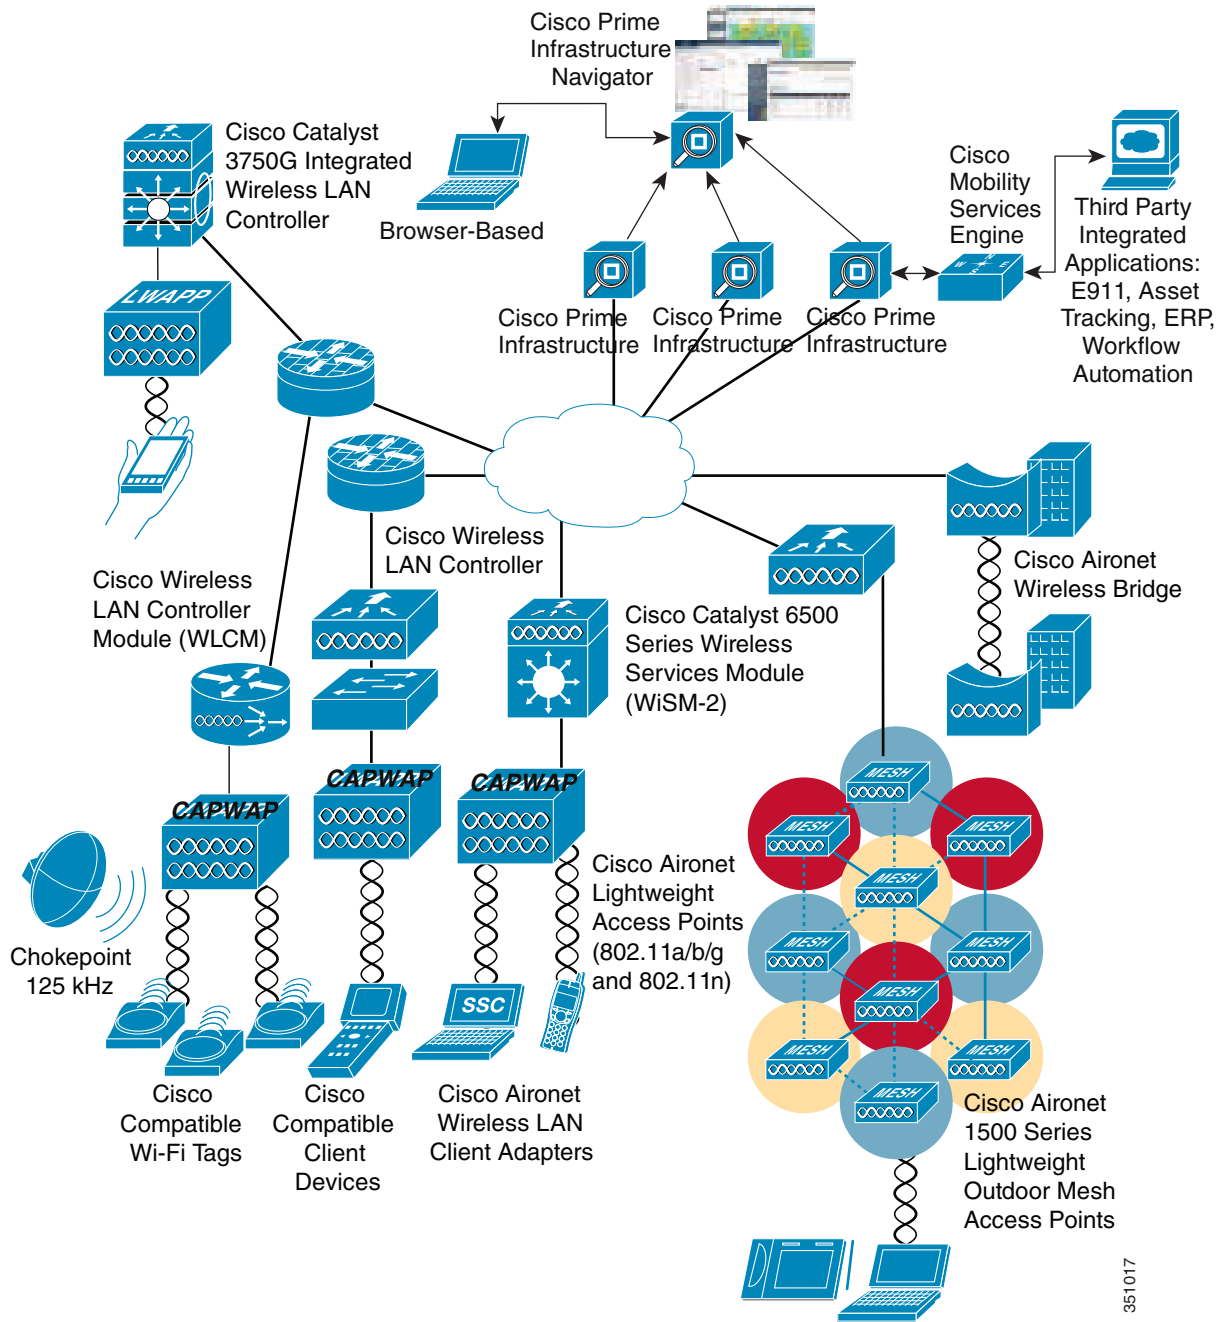 Cisco Prime
Infrastructure
Navigator
Cisco Catalyst
3750G Integrated
Wireless LAN
Controller
Browser-Based
Cisco
Mobility
Services
Engine
Third Party
Integrated
Applications:
E911, Asset
Tracking, ERP,
Workflow
Automation
N
W
E
S
LWAPP
Cisco Prime
Infrastructure
Cisco Prime
Infrastructure
Cisco Prime
Infrastructure
Cisco Wireless
LAN Controller
Cisco Wireless
LAN Controller
Module (WLCM)
Cisco Catalyst 6500
Series Wireless
Services Module
(WiSM-2)
Cisco Aironet
Wireless Bridge
CAPWAP
CAPWAP
CAPWAP
Cisco Aironet
Lightweight
Access Points
(802.11a/b/g
and 802.11n)
Chokepoint
125 kHz
SSC
MESH
MESH
MESH
MESH
MESH
MESH
MESH
MESH
MESH
MESH
Cisco
Compatible
Wi-Fi Tags
Cisco
Compatible
Client
Devices
Cisco Aironet
Wireless LAN
Client Adapters
Cisco Aironet
1500 Series
Lightweight
Outdoor Mesh
Access Points
351017